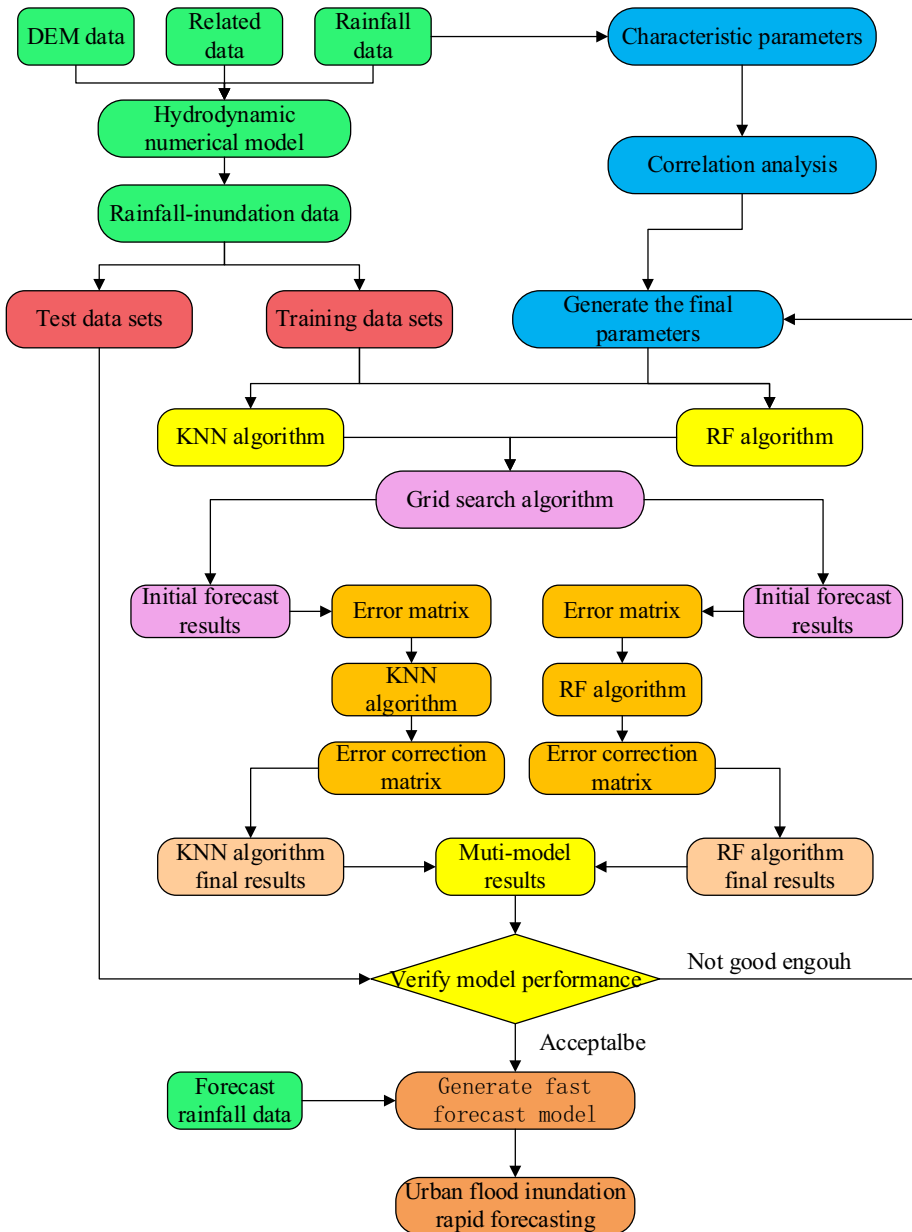 DEM data
Related
data
Rainfall
data
Characteristic parameters
Hydrodynamic
numerical model
Correlation analysis
Rainfall-inundation data
Test data sets
Training data sets
Generate the final
parameters
KNN algorithm
RF algorithm
Grid search algorithm
Initial forecast
results
Error matrix
Error matrix
Initial forecast
results
KNN
algorithm
RF algorithm
Error correction
matrix
Error correction
matrix
KNN algorithm
final results
Muti-model
results
RF algorithm
final results
Verify model performance
Not good engouh
Acceptalbe
Forecast
rainfall data
Generate fast
forecast model
Urban flood inundation
rapid forecasting